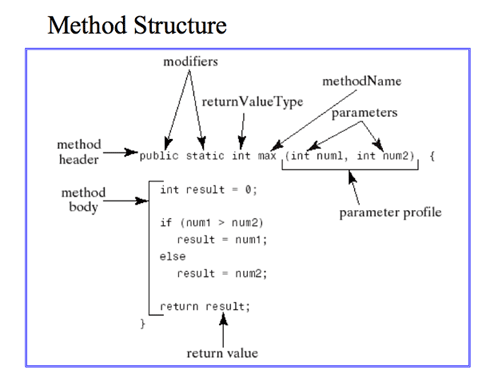 Method Structure
modifiers
methodName
returnValueType
parameters
method
header
public static int max (int num1, int num2) {
method
body
parameter profile
int result = 0;
if (num1 > num2)
result = num1;
else
result = num2;
return result;
}
return value